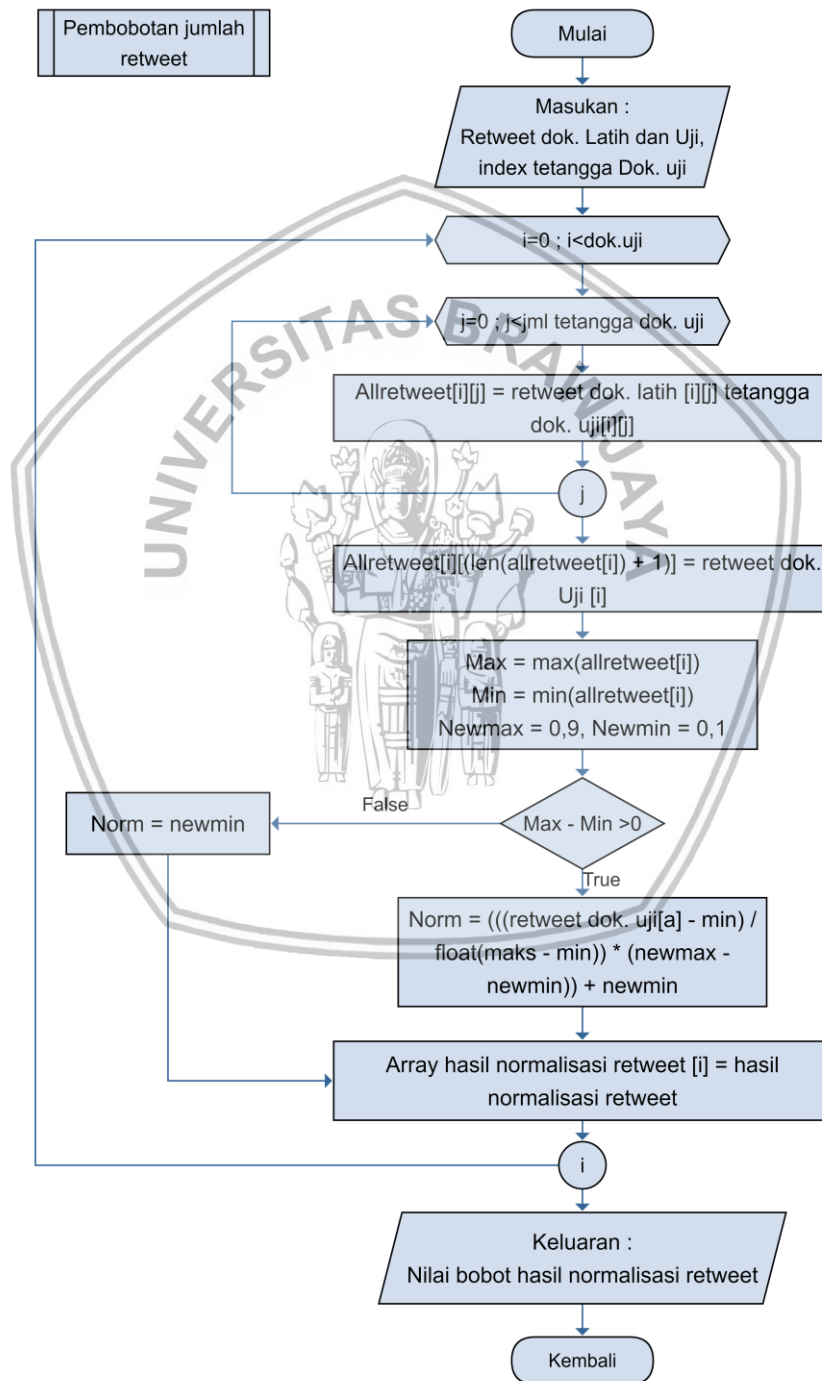 Pembobotan jumlah
retweet
Mulai
Masukan :
Retweet dok. Latih dan Uji,
index tetangga Dok. uji
i=0 ; i<dok.uji
j=0 ; j<jml tetangga dok. uji
Allretweet[i][j] = retweet dok. latih [i][j] tetangga
dok. uji[i][j]
j
Allretweet[i][(len(allretweet[i]) + 1)] = retweet dok.
Uji [i]
Max = max(allretweet[i])
Min = min(allretweet[i])
Newmax = 0,9, Newmin = 0,1
Max - Min >0
False
Norm = newmin
True
Norm = (((retweet dok. uji[a] - min) /
float(maks - min)) * (newmax -
newmin)) + newmin
Array hasil normalisasi retweet [i] = hasil
normalisasi retweet
i
Keluaran :
Nilai bobot hasil normalisasi retweet
Kembali
UNIVERSITAS BRAWIJAYA